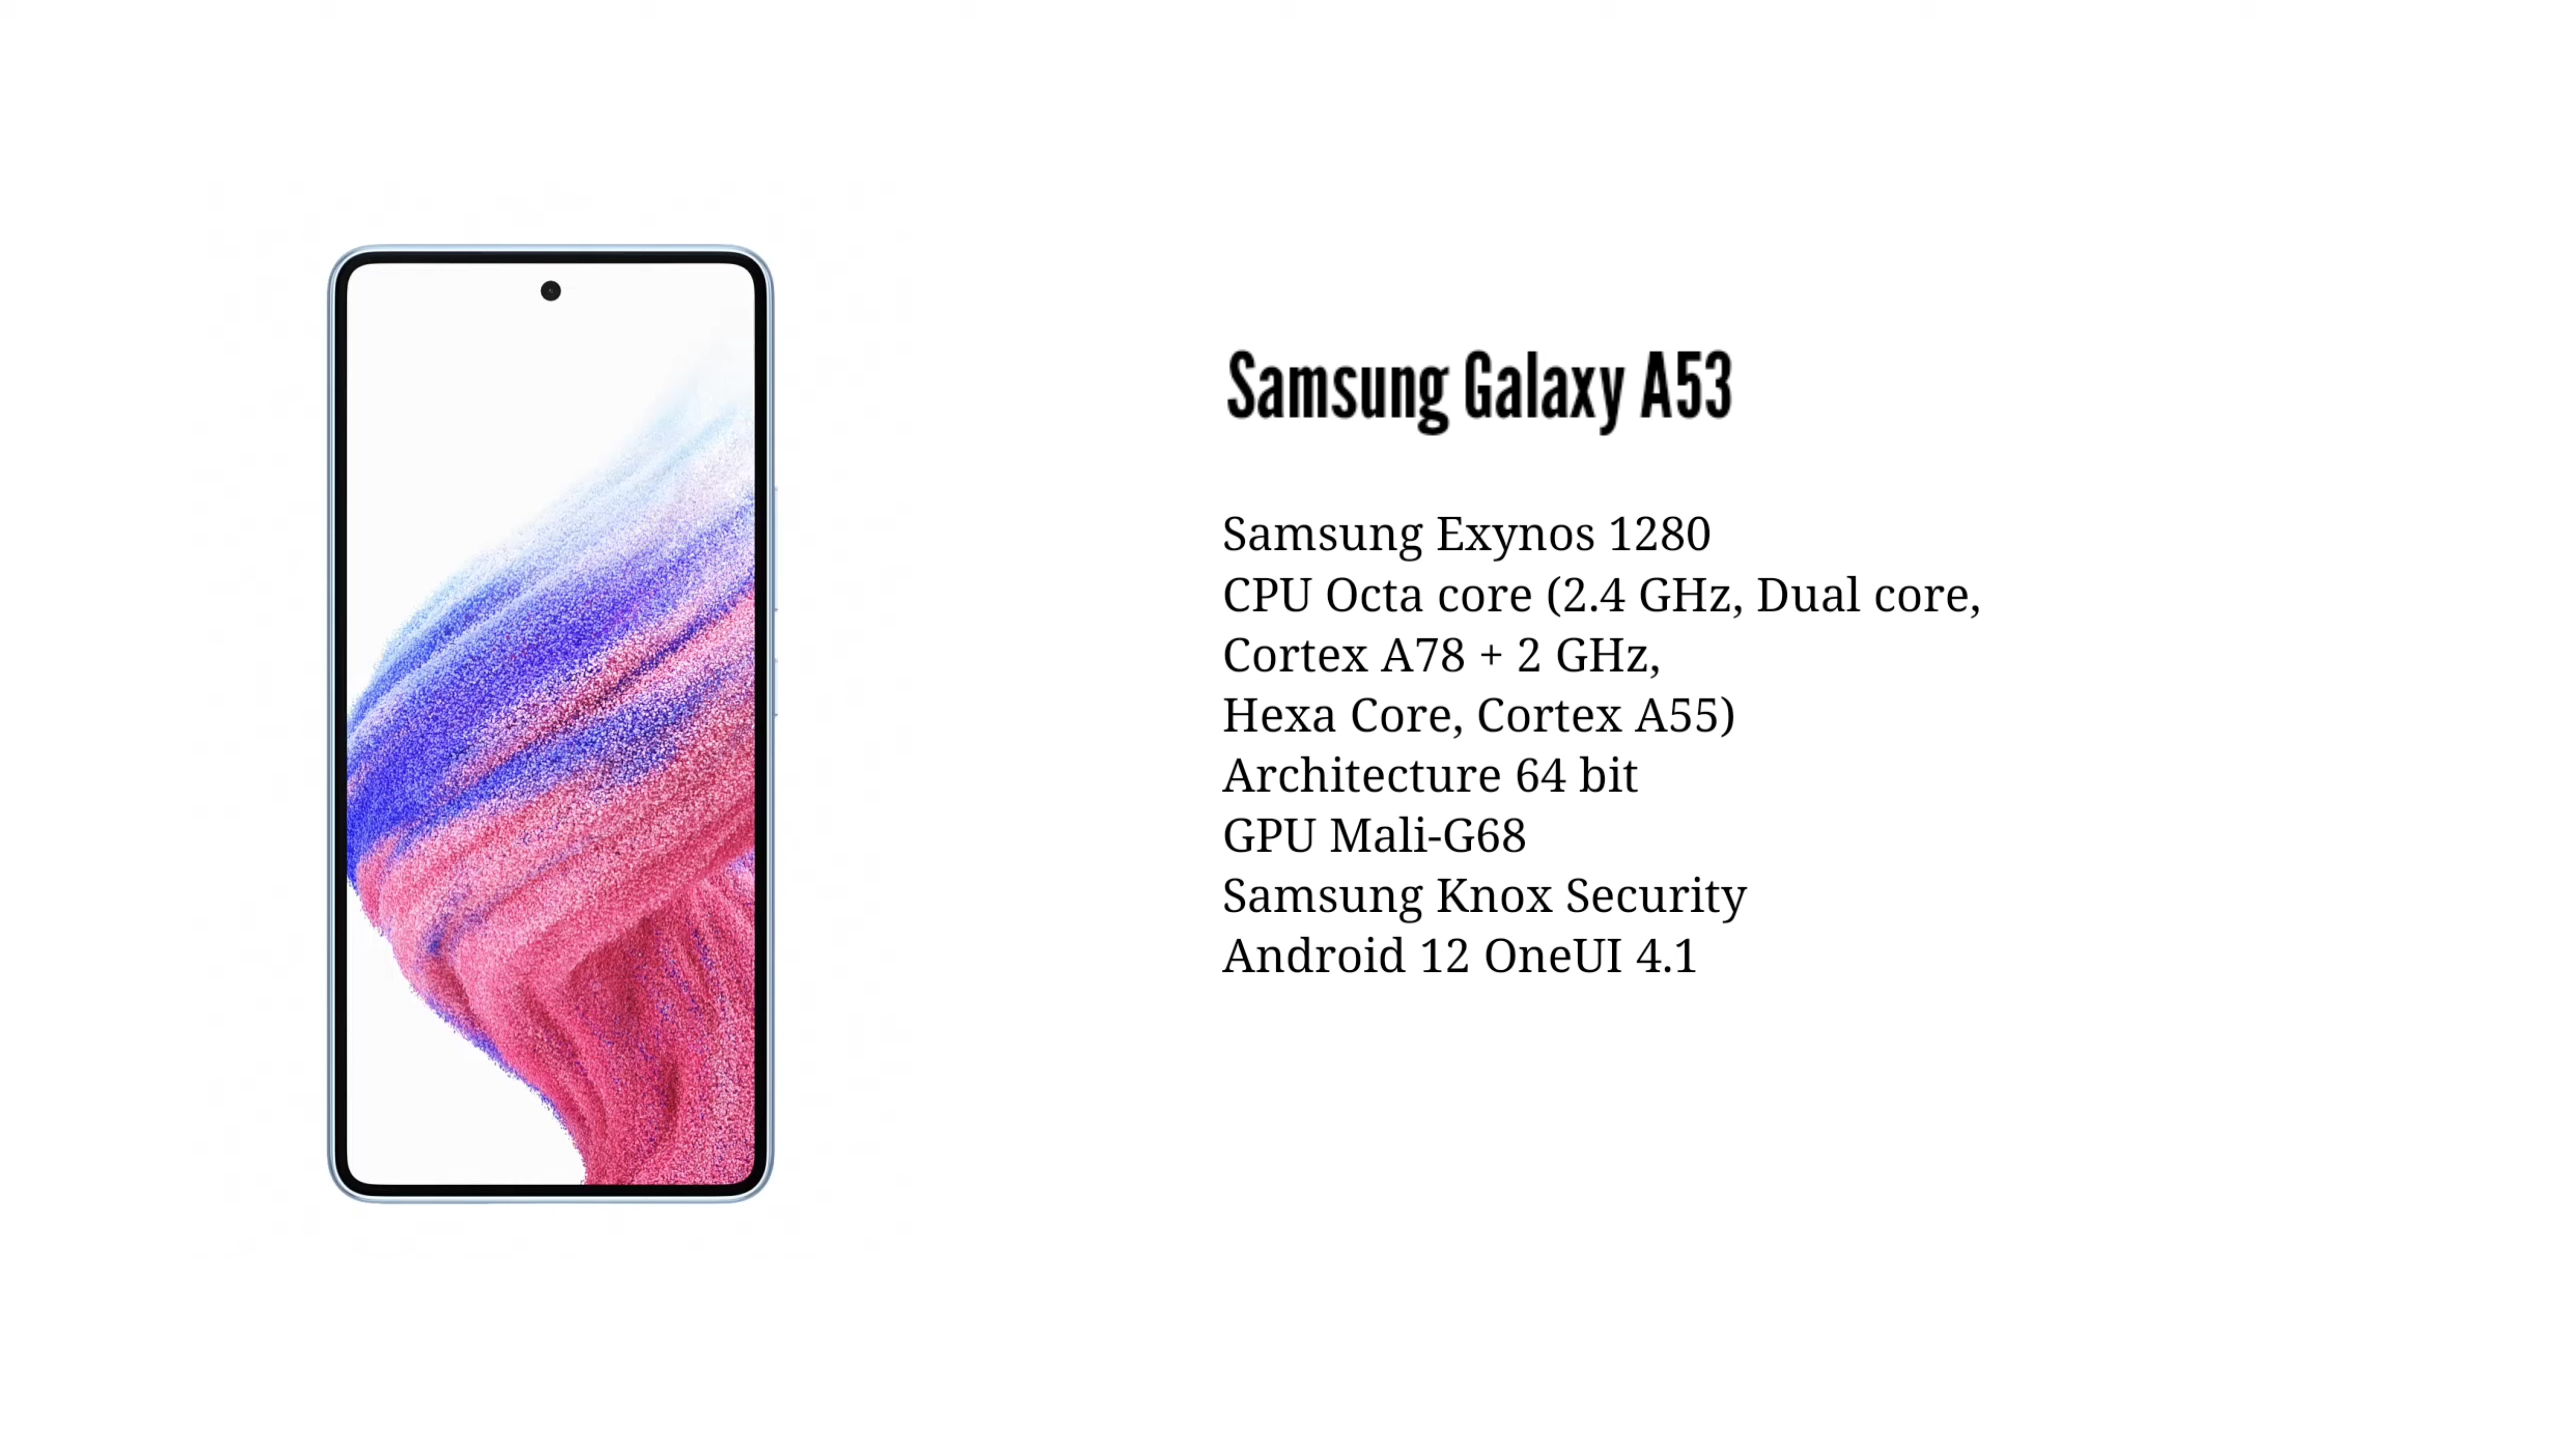 Samsung Galaxy A53
Samsung Exynos 1280
CPU Octa core (2.4 GHz, Dual core,
Cortex A78 + 2 GHz,
Hexa Core, Cortex A55)
Architecture 64 bit
GPU Mali-G68
Samsung Knox Security
Android 12 OneUI 4.1